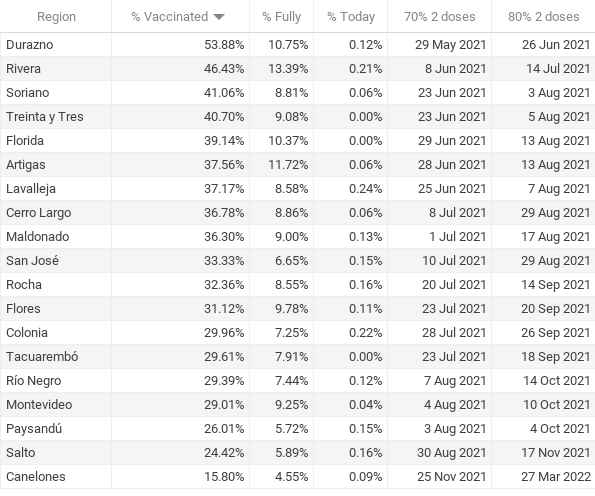 Region % Vaccinated % Fully % Today 70% 2 doses 80% 2 doses
Durazno 53.88% 10.75% 0.12% 29 May 2021 26 Jun 2021
Rivera 46.43% 13.39% 0.21% 8 Jun 2021 14 Jul 2021
Soriano 41.06% 8.81% 0.06% 23 Jun 2021 3 Aug 2021
Treinta y Tres 40.70% 9.08% 0.00% 23 Jun 2021 5 Aug 2021
Florida 39.14% 10.37% 0.00% 29 Jun 2021 13 Aug 2021
Artigas 37.56% 11.72% 0.06% 28 Jun 2021 13 Aug 2021
Lavalleja 37.17% 8.58% 0.24% 25 Jun 2021 7 Aug 2021
Cerro Largo 36.78% 8.86% 0.06% 8 Jul 2021 29 Aug 2021
Maldonado 36.30% 9.00% 0.13% 1 Jul 2021 17 Aug 2021
San José 33.33% 6.65% 0.15% 10 Jul 2021 29 Aug 2021
Rocha 32.36% 8.55% 0.16% 20 Jul 2021 14 Sep 2021
Flores 31.12% 9.78% 0.11% 23 Jul 2021 20 Sep 2021
Colonia 29.96% 7.25% 0.22% 28 Jul 2021 26 Sep 2021
Tacuarembó 29.61% 7.91% 0.00% 23 Jul 2021 18 Sep 2021
Río Negro 29.39% 7.44% 0.12% 7 Aug 2021 14 Oct 2021
Montevideo 29.01% 9.25% 0.04% 4 Aug 2021 10 Oct 2021
Paysandú 26.01% 5.72% 0.15% 3 Aug 2021 4 Oct 2021
Salto 24.42% 5.89% 0.16% 30 Aug 2021 17 Nov 2021
Canelones 15.80% 4.55% 0.09% 25 Nov 2021 27 Mar 2022